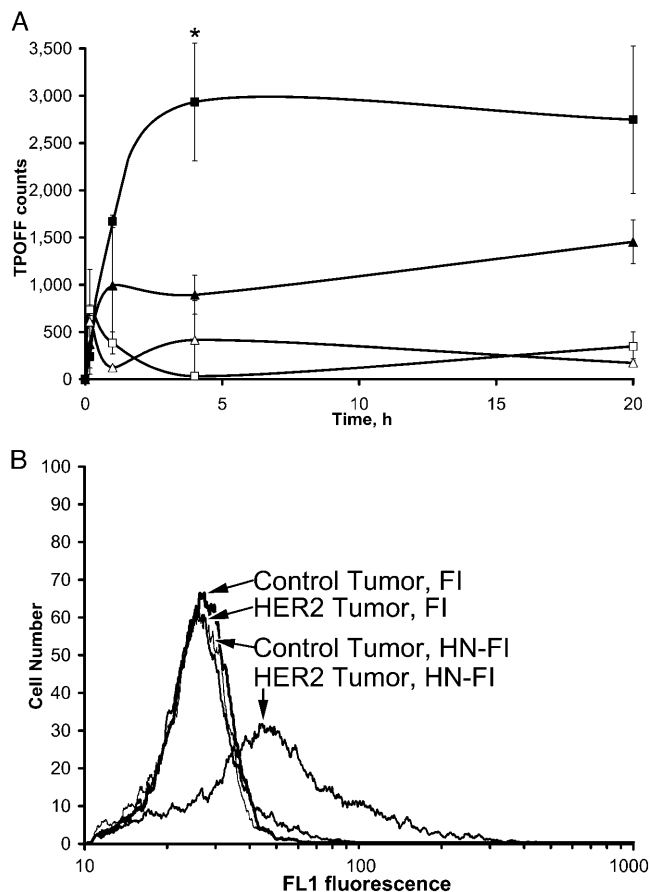 A
*
3,500
3,000
2,500
2,000
1,500
1,000
500
0
TPOFF counts
0 5 10 15 20
Time, h
B
100
90
80
70
60
50
40
30
20
10
0
Cell Number
Control Tumor, FI
HER2 Tumor, FI
Control Tumor, HN-FI
HER2 Tumor, HN-FI
10 100 1000
FL1 fluorescence